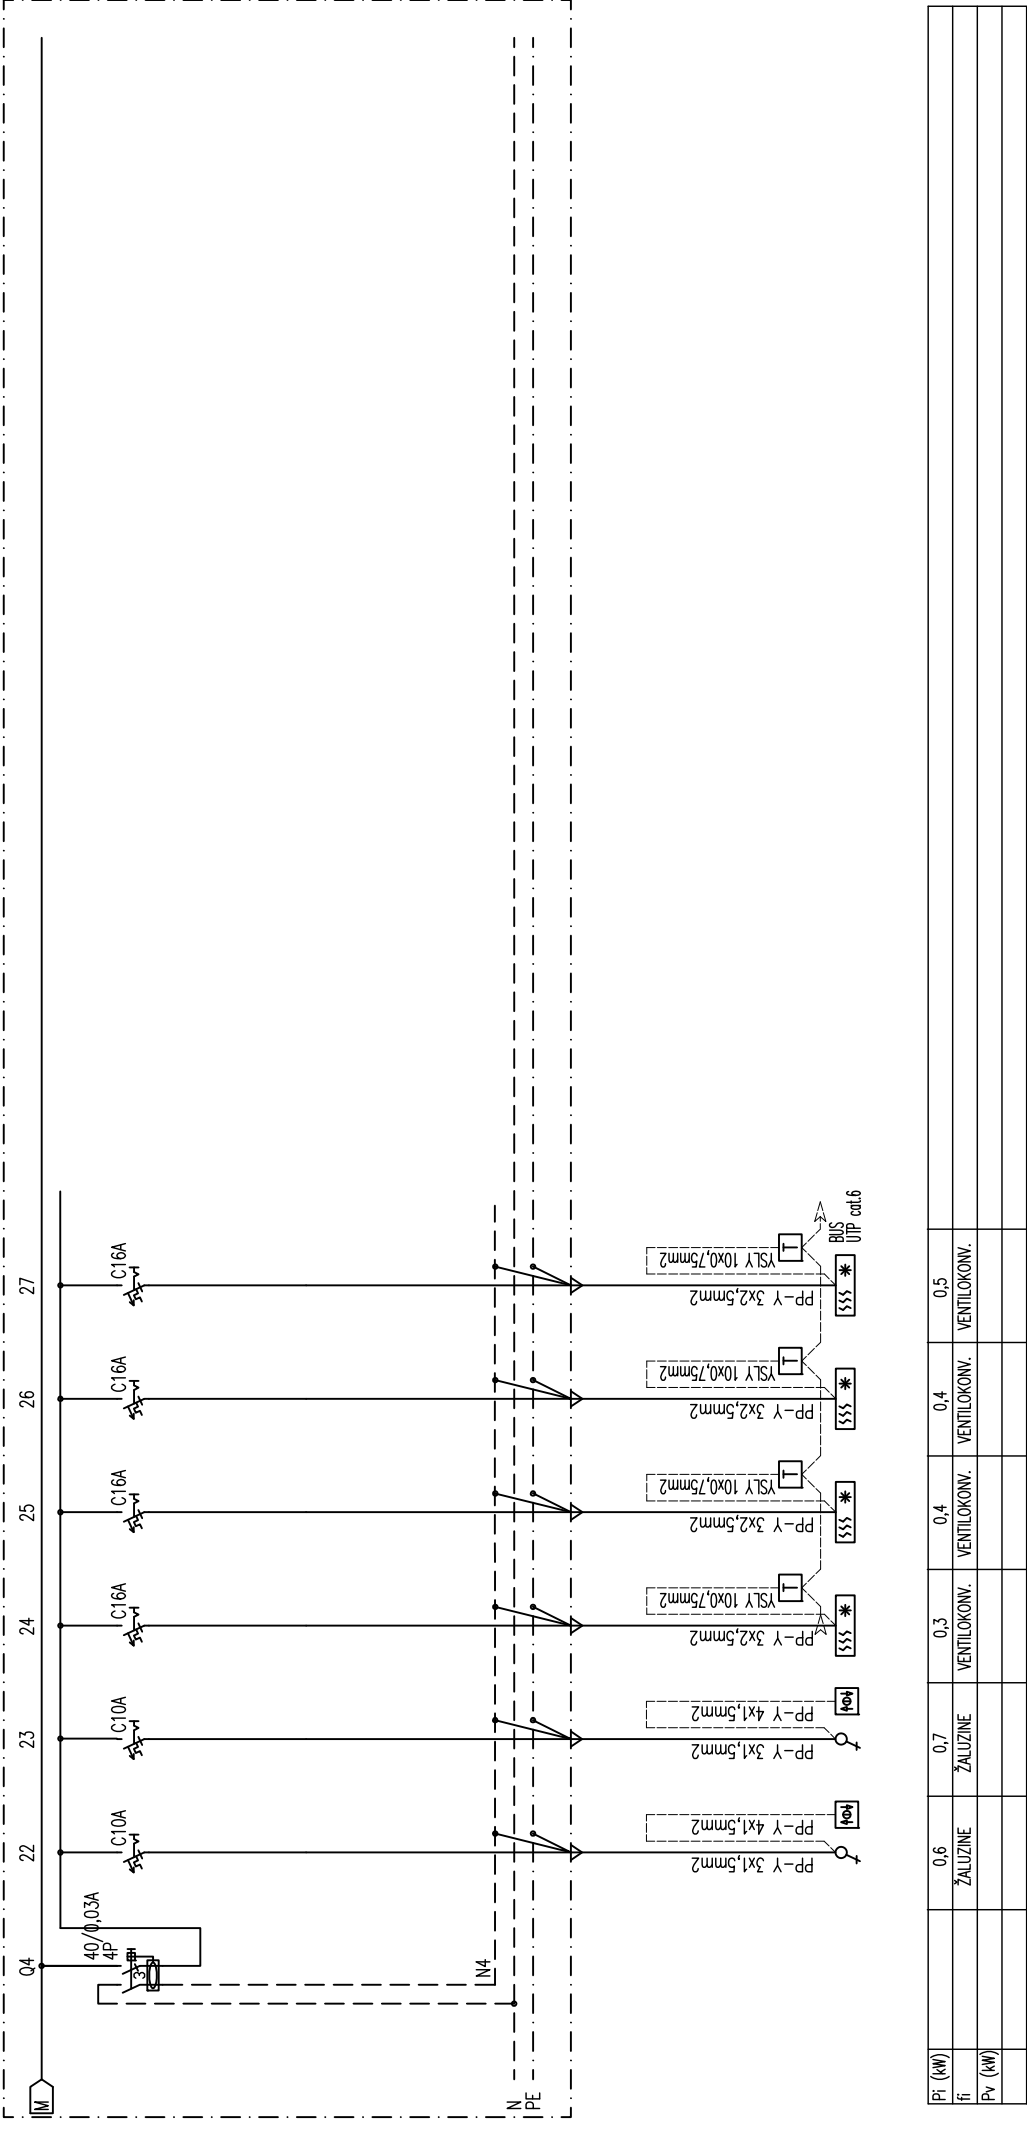 M
Q4
40/0,03A
4P
3
N4
N
PE
22
C10A
PP-Y 3x1,5mm2
PP-Y 4x1,5mm2
23
C10A
PP-Y 3x1,5mm2
PP-Y 4x1,5mm2
24
C16A
PP-Y 3x2,5mm2
YSLY 10x0,75mm2
T
25
C16A
PP-Y 3x2,5mm2
YSLY 10x0,75mm2
T
26
C16A
PP-Y 3x2,5mm2
YSLY 10x0,75mm2
T
27
C16A
PP-Y 3x2,5mm2
YSLY 10x0,75mm2
T
BUS
UTP cat.6
Pi (kW) 0,6 0,7 0,3 0,4 0,4 0,5
fi ŽALUZINE ŽALUZINE VENTILOKONV. VENTILOKONV. VENTILOKONV. VENTILOKONV.
Pv (kW)